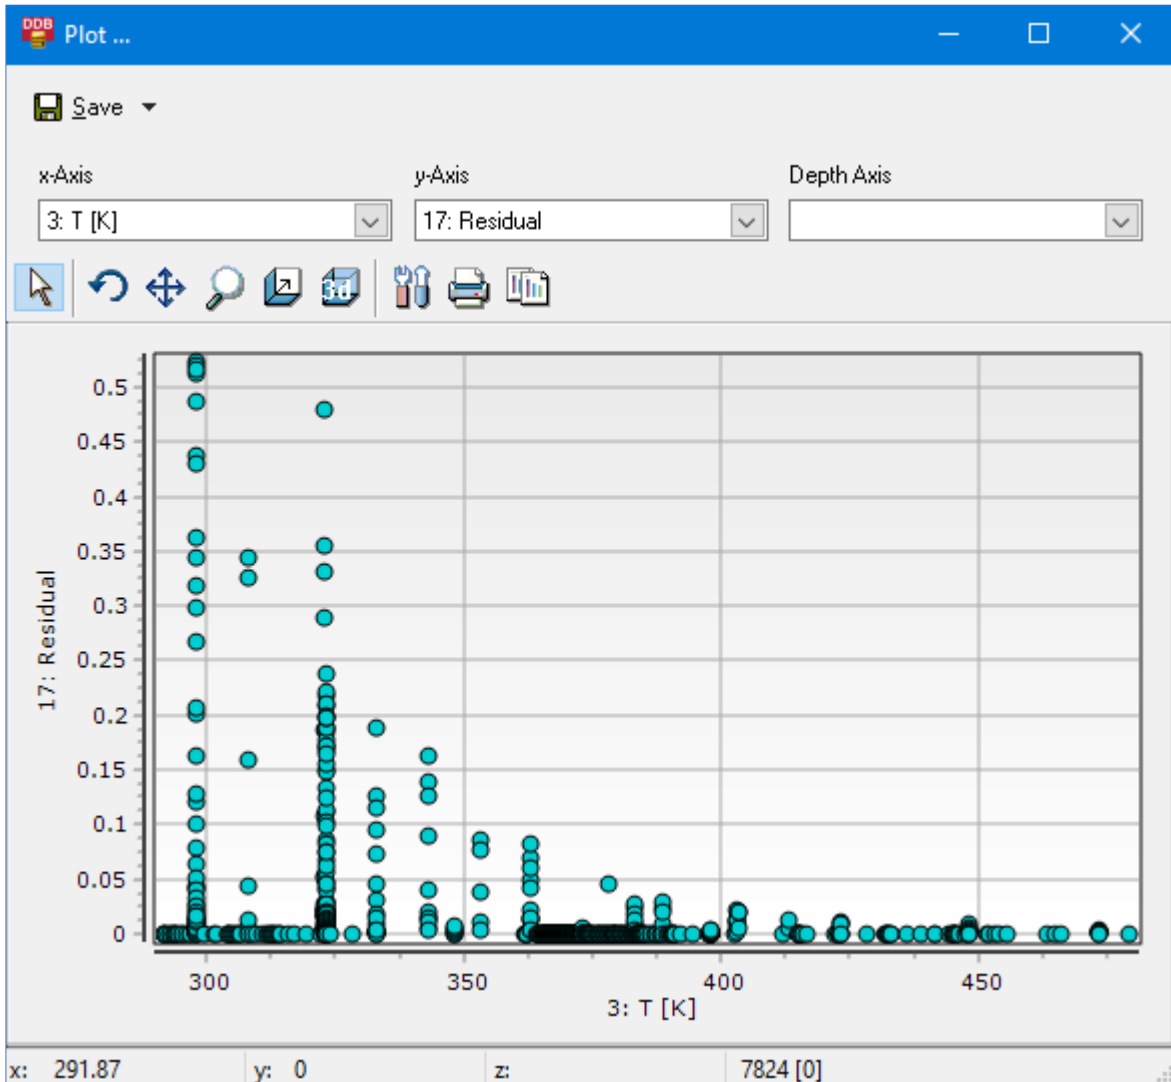 DDB Plot ...
Save
x-Axis y-Axis Depth Axis
3: T [K] 17: Residual
3d
0.5
0.45
0.4
0.35
0.3
0.25
0.2
0.15
0.1
0.05
0
17: Residual
300 350 400 450
3: T [K]
x: 291.87 y: 0 z: 7824 [0]